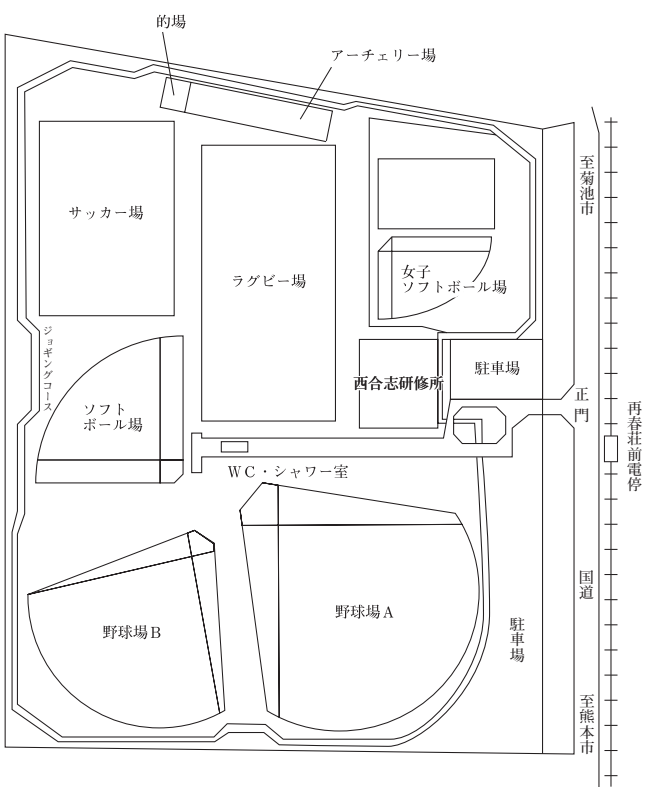 的場
アーチェリー場
至菊池市
サッカー場
ラグビー場
女子
ソフトボール場
ジョギングコース
西合志研修所
駐車場
正門
ソフト
ボール場
再春荘前電停
WC・シャワー室
国道
野球場A
野球場B
駐車場
至熊本市